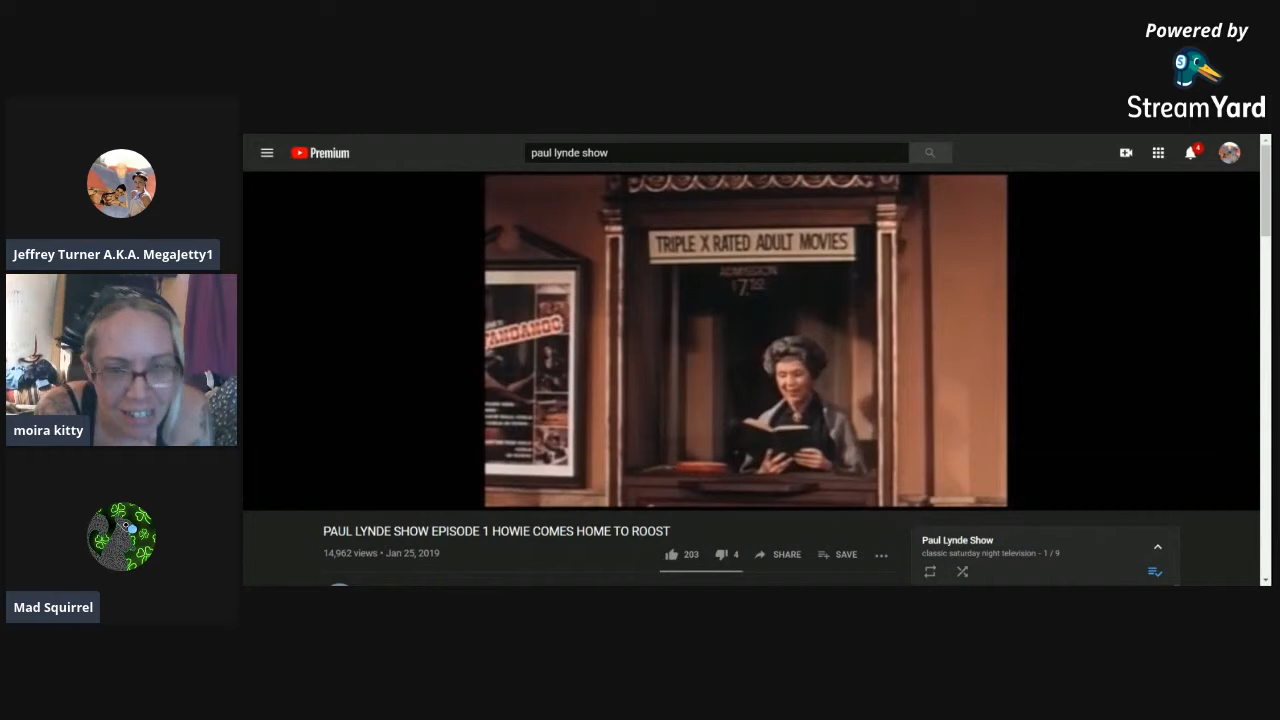 Powered by
StreamYard
Premium
paul lynde show
4
Jeffrey Turner A.K.A. MegaJetty1
moira kitty
Mad Squirrel
TRIPLE X RATED ADULT MOVIES
ADMISSION
FANDANGO
PAUL LYNDE SHOW EPISODE 1 HOWIE COMES HOME TO ROOST
14,962 views • Jan 25, 2019
203
4
SHARE
SAVE
Paul Lynde Show
classic saturday night television - 1 / 9